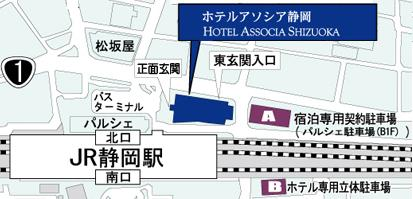 ホテルアソシア静岡
HOTEL ASSOCIA SHIZUOKA
松坂屋
正面玄関
東玄関入口
1
バス
ターミナル
A
宿泊専用契約駐車場
(パルシェ駐車場(B1F))
パルシェ
北口
JR静岡駅
南口
B
ホテル専用立体駐車場